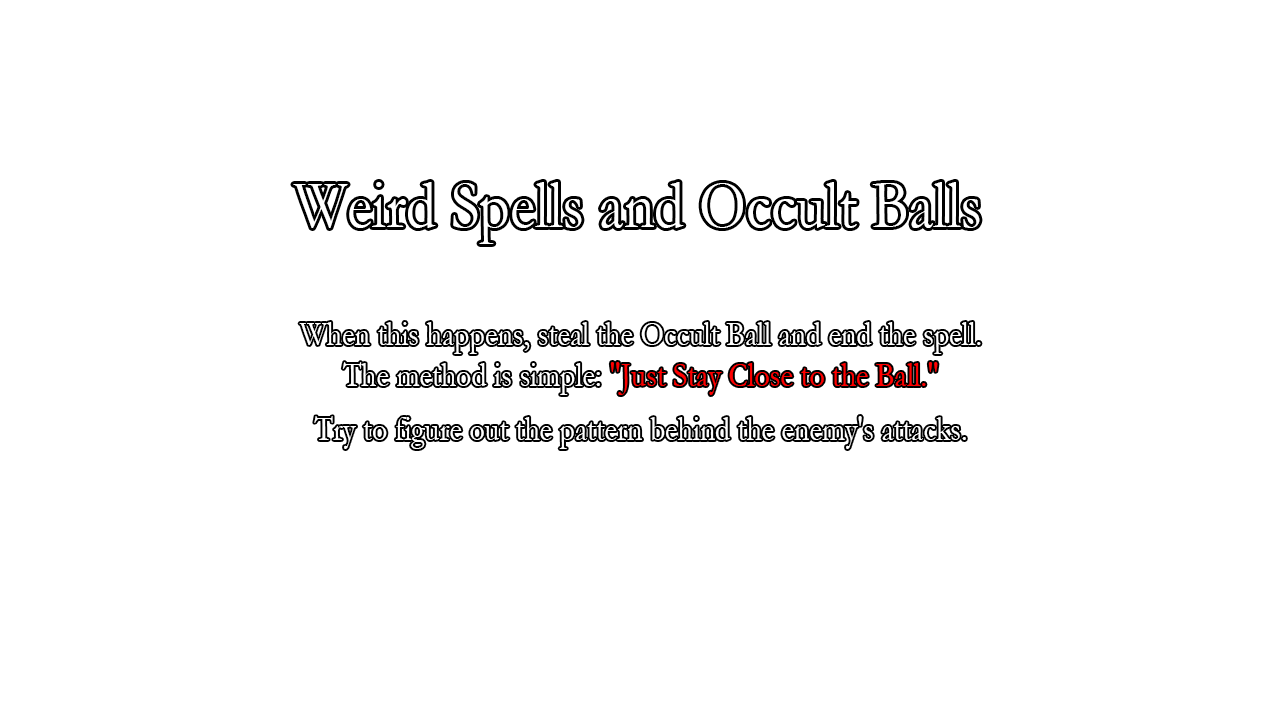 Weird Spells and Occult Balls
When this happens, steal the Occult Ball and end the spell.
The method is simple: "Just Stay Close to the Ball."
Try to figure out the pattern behind the enemy's attacks.